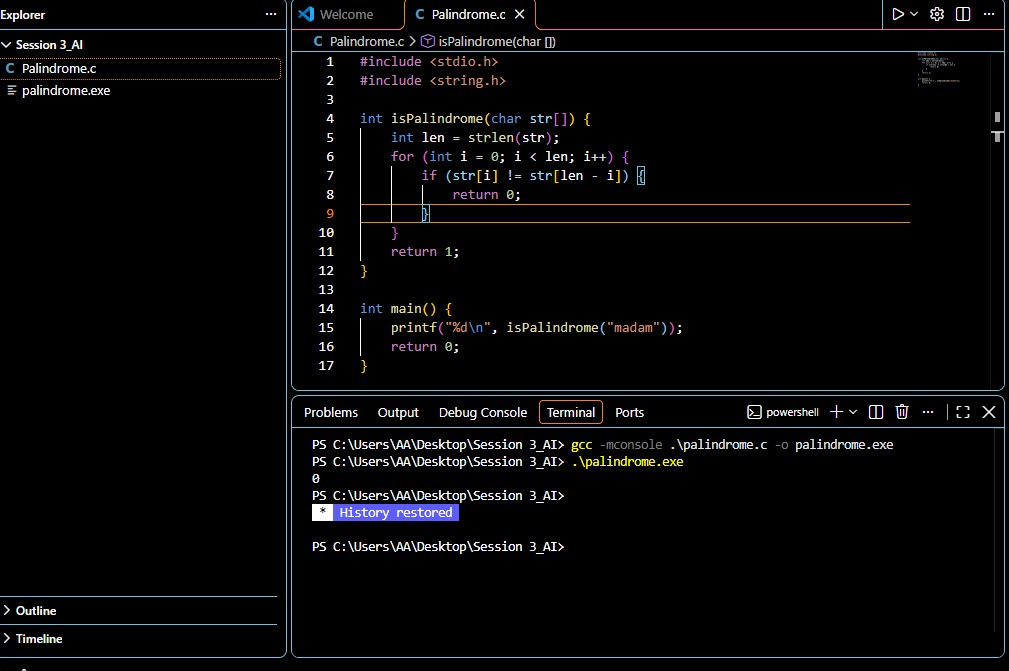 Explorer ...
Session 3_AI
C Palindrome.c
palindrome.exe
Outline
Timeline
Welcome
C Palindrome.c
C Palindrome.c > isPalindrome(char [])
1 #include <stdio.h>
2 #include <string.h>
3
4 int isPalindrome(char str[]) {
5     int len = strlen(str);
6     for (int i = 0; i < len; i++) {
7         if (str[i] != str[len - i]) {
8             return 0;
9         }
10     }
11     return 1;
12 }
13
14 int main() {
15     printf("%d\n", isPalindrome("madam"));
16     return 0;
17 }
Problems Output Debug Console Terminal Ports powershell
PS C:\Users\AA\Desktop\Session 3_AI> gcc -mconsole .\palindrome.c -o palindrome.exe
PS C:\Users\AA\Desktop\Session 3_AI> .\palindrome.exe
0
PS C:\Users\AA\Desktop\Session 3_AI>
* History restored
PS C:\Users\AA\Desktop\Session 3_AI>